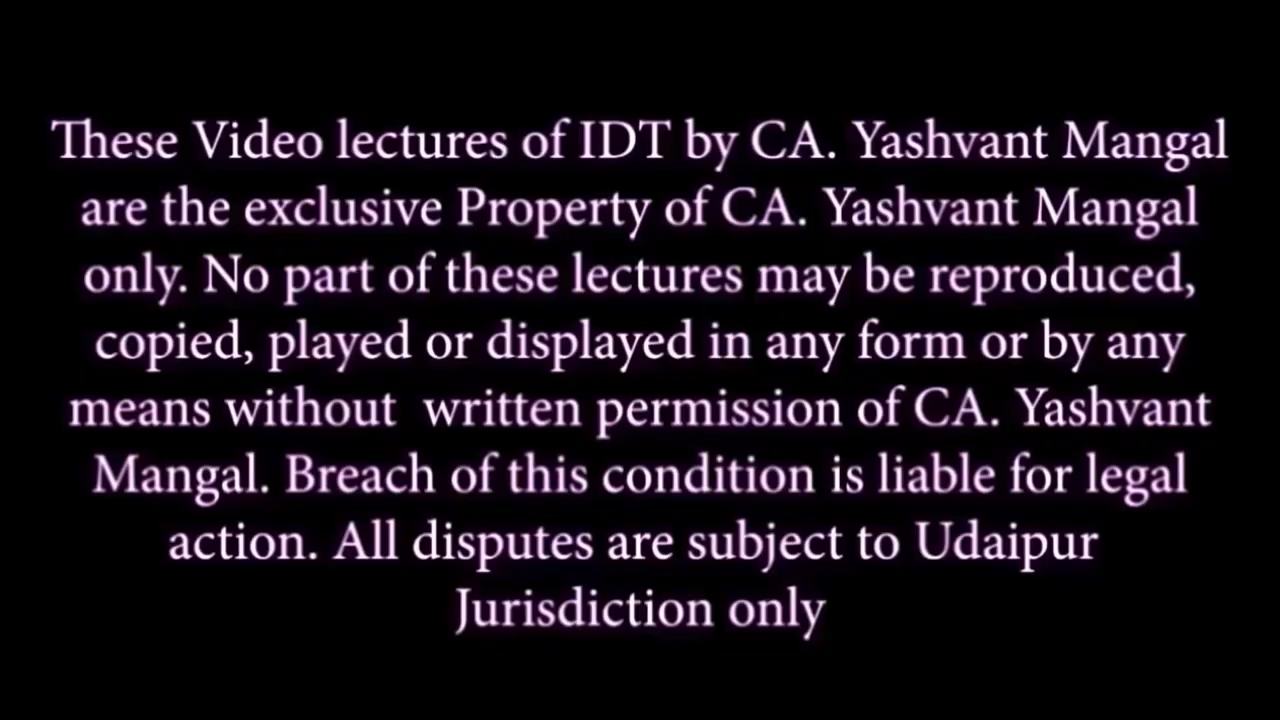 These Video lectures of IDT by CA. Yashvant Mangal
are the exclusive Property of CA. Yashvant Mangal
only. No part of these lectures may be reproduced,
copied, played or displayed in any form or by any
means without  written permission of CA. Yashvant
Mangal. Breach of this condition is liable for legal
action. All disputes are subject to Udaipur
Jurisdiction only